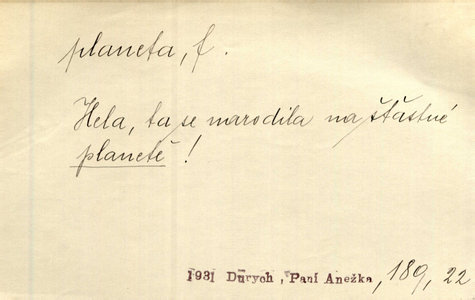 planeta, f.
Hela, ta se narodila na šťastné
planetě!
1931 Durych, Paní Anežka, 189, 22